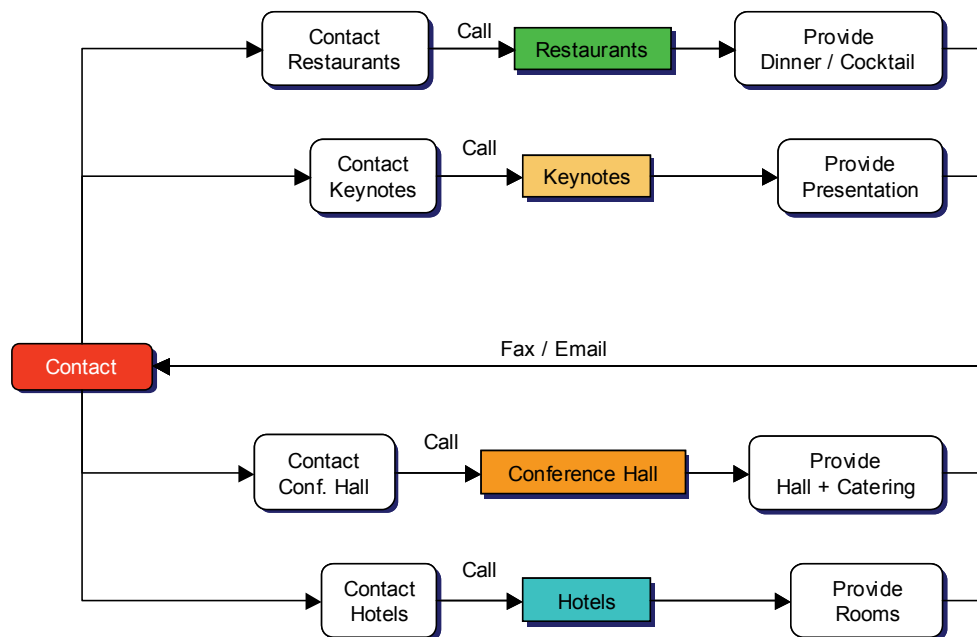 Contact
Restaurants
Call
Restaurants
Provide
Dinner / Cocktail
Contact
Keynotes
Call
Keynotes
Provide
Presentation
Contact
Fax / Email
Contact
Conf. Hall
Call
Conference Hall
Provide
Hall + Catering
Contact
Hotels
Call
Hotels
Provide
Rooms